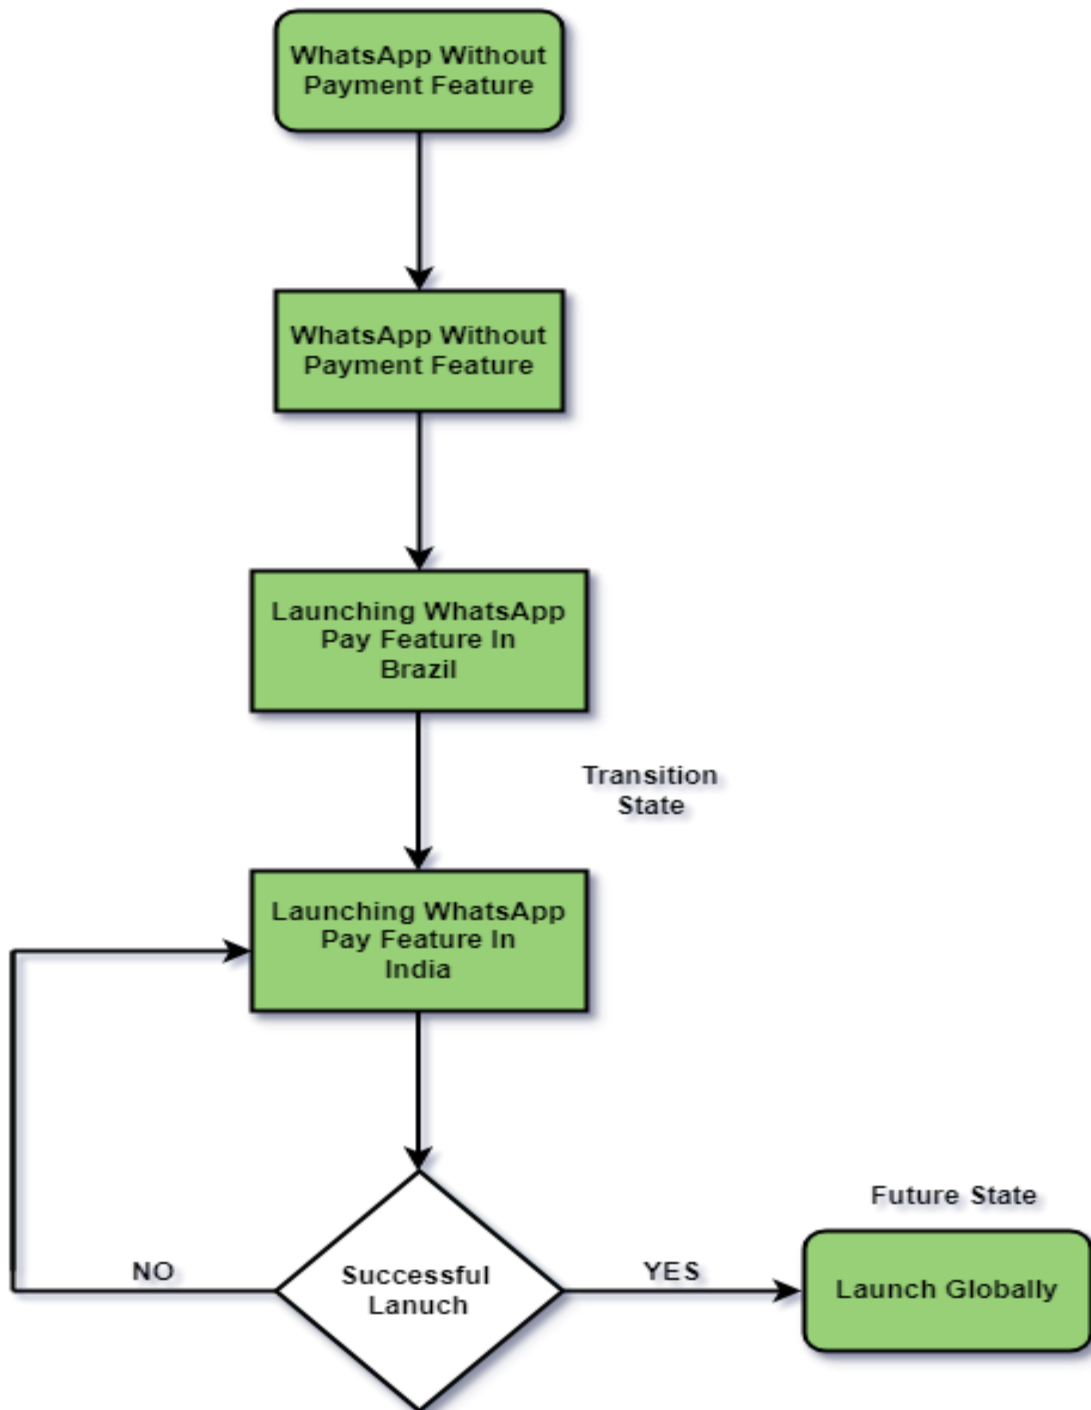 WhatsApp Without
Payment Feature
WhatsApp Without
Payment Feature
Launching WhatsApp
Pay Feature In
Brazil
Transition
State
Launching WhatsApp
Pay Feature In
India
Future State
NO
Successful
Lanuch
YES
Launch Globally